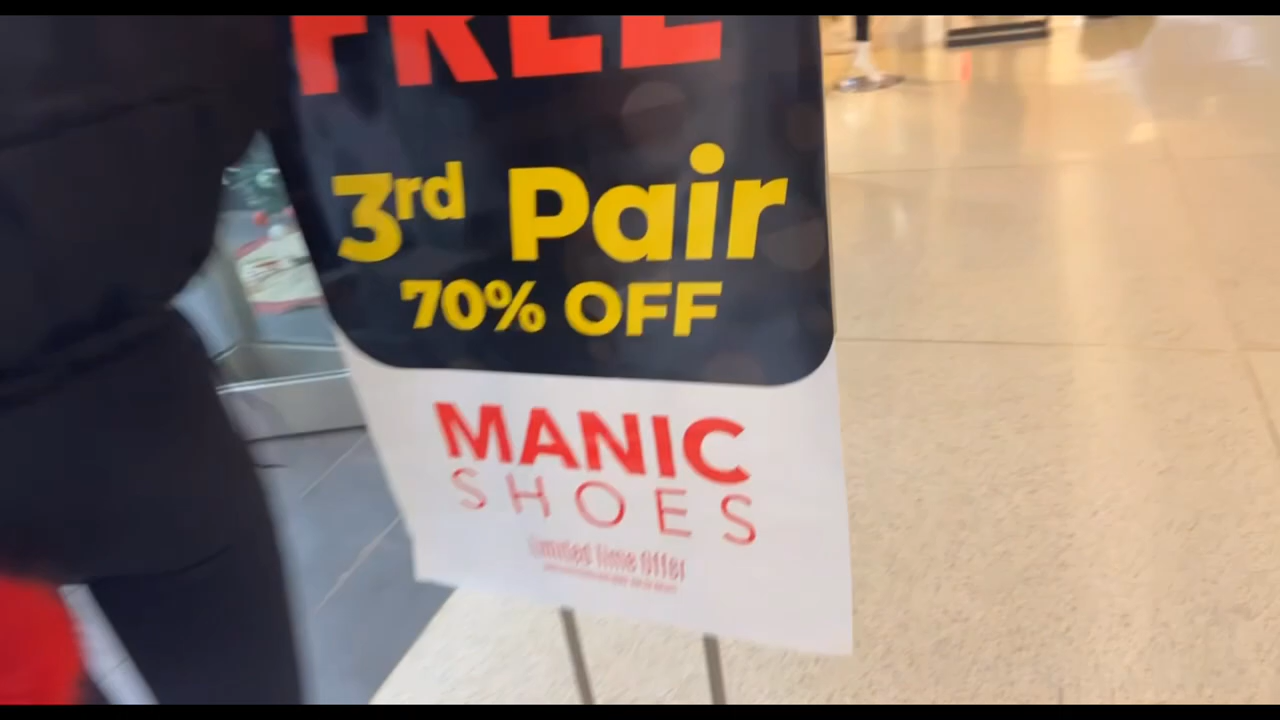 FREE
3rd Pair
70% OFF
MANIC
SHOES
Limited Time Offer